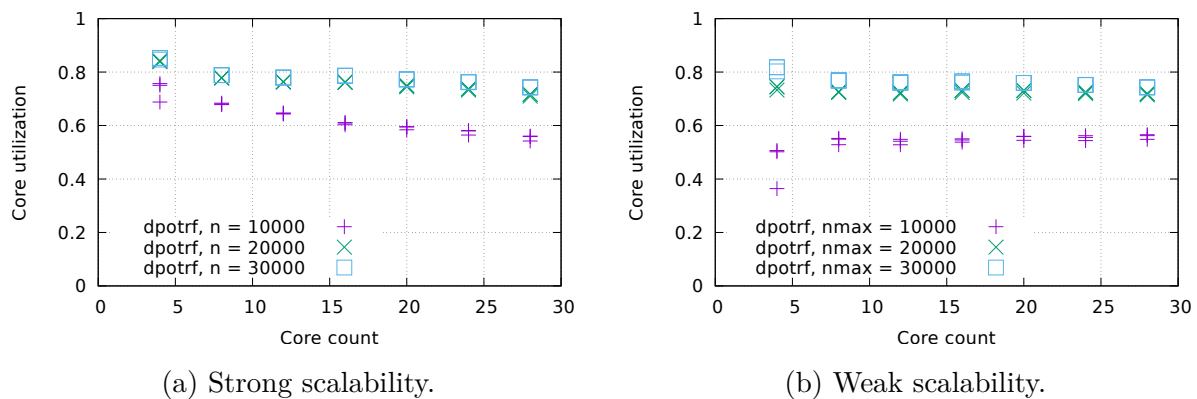 1
0.8
0.6
0.4
0.2
0
Core utilization
dpotrf, n = 10000
dpotrf, n = 20000
dpotrf, n = 30000
0 5 10 15 20 25 30
Core count
(a) Strong scalability.
1
0.8
0.6
0.4
0.2
0
Core utilization
dpotrf, nmax = 10000
dpotrf, nmax = 20000
dpotrf, nmax = 30000
0 5 10 15 20 25 30
Core count
(b) Weak scalability.